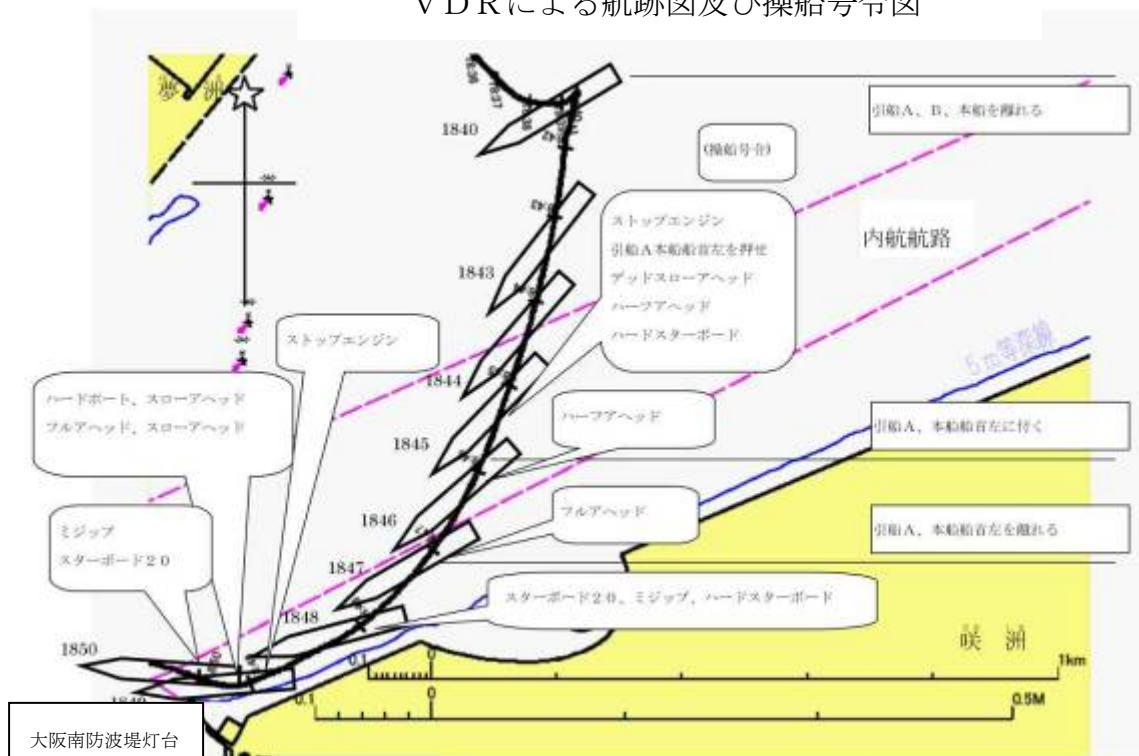 ＶＤＲによる航跡図及び操船号令図
夢洲
1840
引船A、B、本船を離れる
(操船号令)
ストップエンジン
引船A本船船首左を押せ
デッドスローアヘッド
ハーフアヘッド
ハードスターボード
内航航路
1843
ストップエンジン
5m等深線
1844
ハードポート、スローアヘッド
フルアヘッド、スローアヘッド
ハーフアヘッド
引船A、本船船首左に付く
1845
1846
フルアヘッド
引船A、本船船首左を離れる
ミジップ
スターボード20
1847
スターボード20、ミジップ、ハードスターボード
1848
咲洲
1850
0.1
0
1km
1849
0.1
0
0.5M
大阪南防波堤灯台